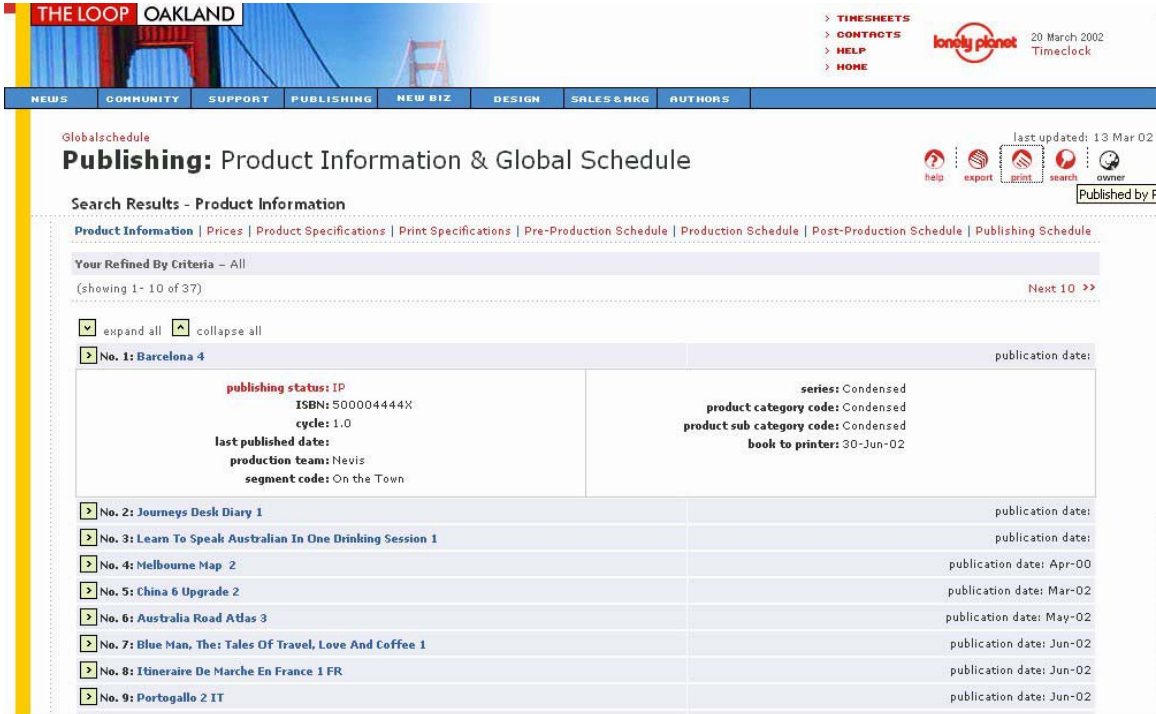 THE LOOP OAKLAND
> TIMESHEETS
> CONTACTS
> HELP
> HOME
lonely planet
20 March 2002
Timeclock
NEWS COMMUNITY SUPPORT PUBLISHING NEW BIZ DESIGN SALES & MKG AUTHORS
Globalschedule
last updated: 13 Mar 02
Publishing: Product Information & Global Schedule
help export print search owner
Published by P
Search Results - Product Information
Product Information | Prices | Product Specifications | Print Specifications | Pre-Production Schedule | Production Schedule | Post-Production Schedule | Publishing Schedule
Your Refined By Criteria – All
(showing 1- 10 of 37) Next 10 >>
expand all collapse all
No. 1: Barcelona 4 publication date:
publishing status: IP
ISBN: 500004444X
cycle: 1.0
last published date:
production team: Nevis
segment code: On the Town
series: Condensed
product category code: Condensed
product sub category code: Condensed
book to printer: 30-Jun-02
No. 2: Journeys Desk Diary 1 publication date:
No. 3: Learn To Speak Australian In One Drinking Session 1 publication date:
No. 4: Melbourne Map 2 publication date: Apr-00
No. 5: China 6 Upgrade 2 publication date: Mar-02
No. 6: Australia Road Atlas 3 publication date: May-02
No. 7: Blue Man, The: Tales Of Travel, Love And Coffee 1 publication date: Jun-02
No. 8: Itineraire De Marche En France 1 FR publication date: Jun-02
No. 9: Portogallo 2 IT publication date: Jun-02